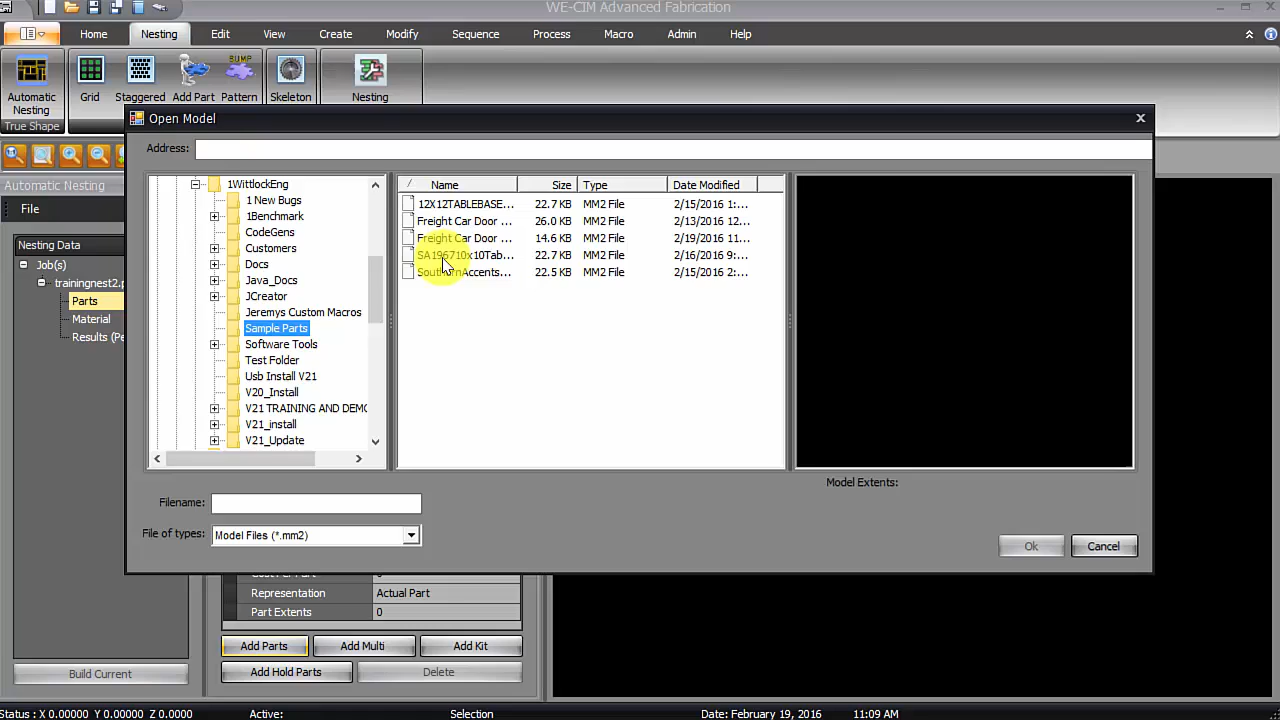 WE-CIM Advanced Fabrication
Home Nesting Edit View Create Modify Sequence Process Macro Admin Help
BUMP
Automatic Nesting Grid Staggered Add Part Pattern Skeleton Nesting
True Shape
Open Model
Address:
Automatic Nesting
File
Nesting Data
Job(s)
trainingnest2.p
Parts
Material
Results (Pe
1WittlockEng
1 New Bugs
1Benchmark
CodeGens
Customers
Docs
Java_Docs
JCreator
Jeremys Custom Macros
Sample Parts
Software Tools
Test Folder
Usb Install V21
V20_Install
V21 TRAINING AND DEMO
V21_install
V21_Update
Name Size Type Date Modified
12X12TABLEBASE... 22.7 KB MM2 File 2/15/2016 1:...
Freight Car Door ... 26.0 KB MM2 File 2/13/2016 12...
Freight Car Door ... 14.6 KB MM2 File 2/19/2016 11...
SA196710x10Tab... 22.7 KB MM2 File 2/16/2016 9:...
SouthernAccents... 22.5 KB MM2 File 2/15/2016 2:...
Model Extents:
Filename:
File of types: Model Files (*.mm2)
Ok Cancel
Representation Actual Part
Part Extents 0
Add Parts Add Multi Add Kit
Add Hold Parts Delete
Build Current
Status : X 0.00000 Y 0.00000 Z 0.0000 Active: Selection Date: February 19, 2016 11:09 AM